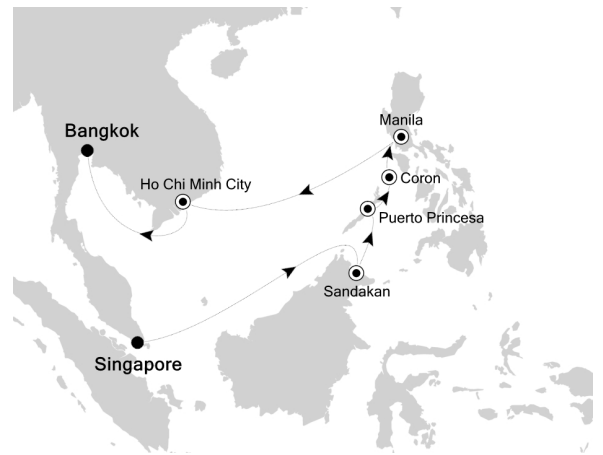 Manila
Bangkok
Coron
Ho Chi Minh City
Puerto Princesa
Sandakan
Singapore